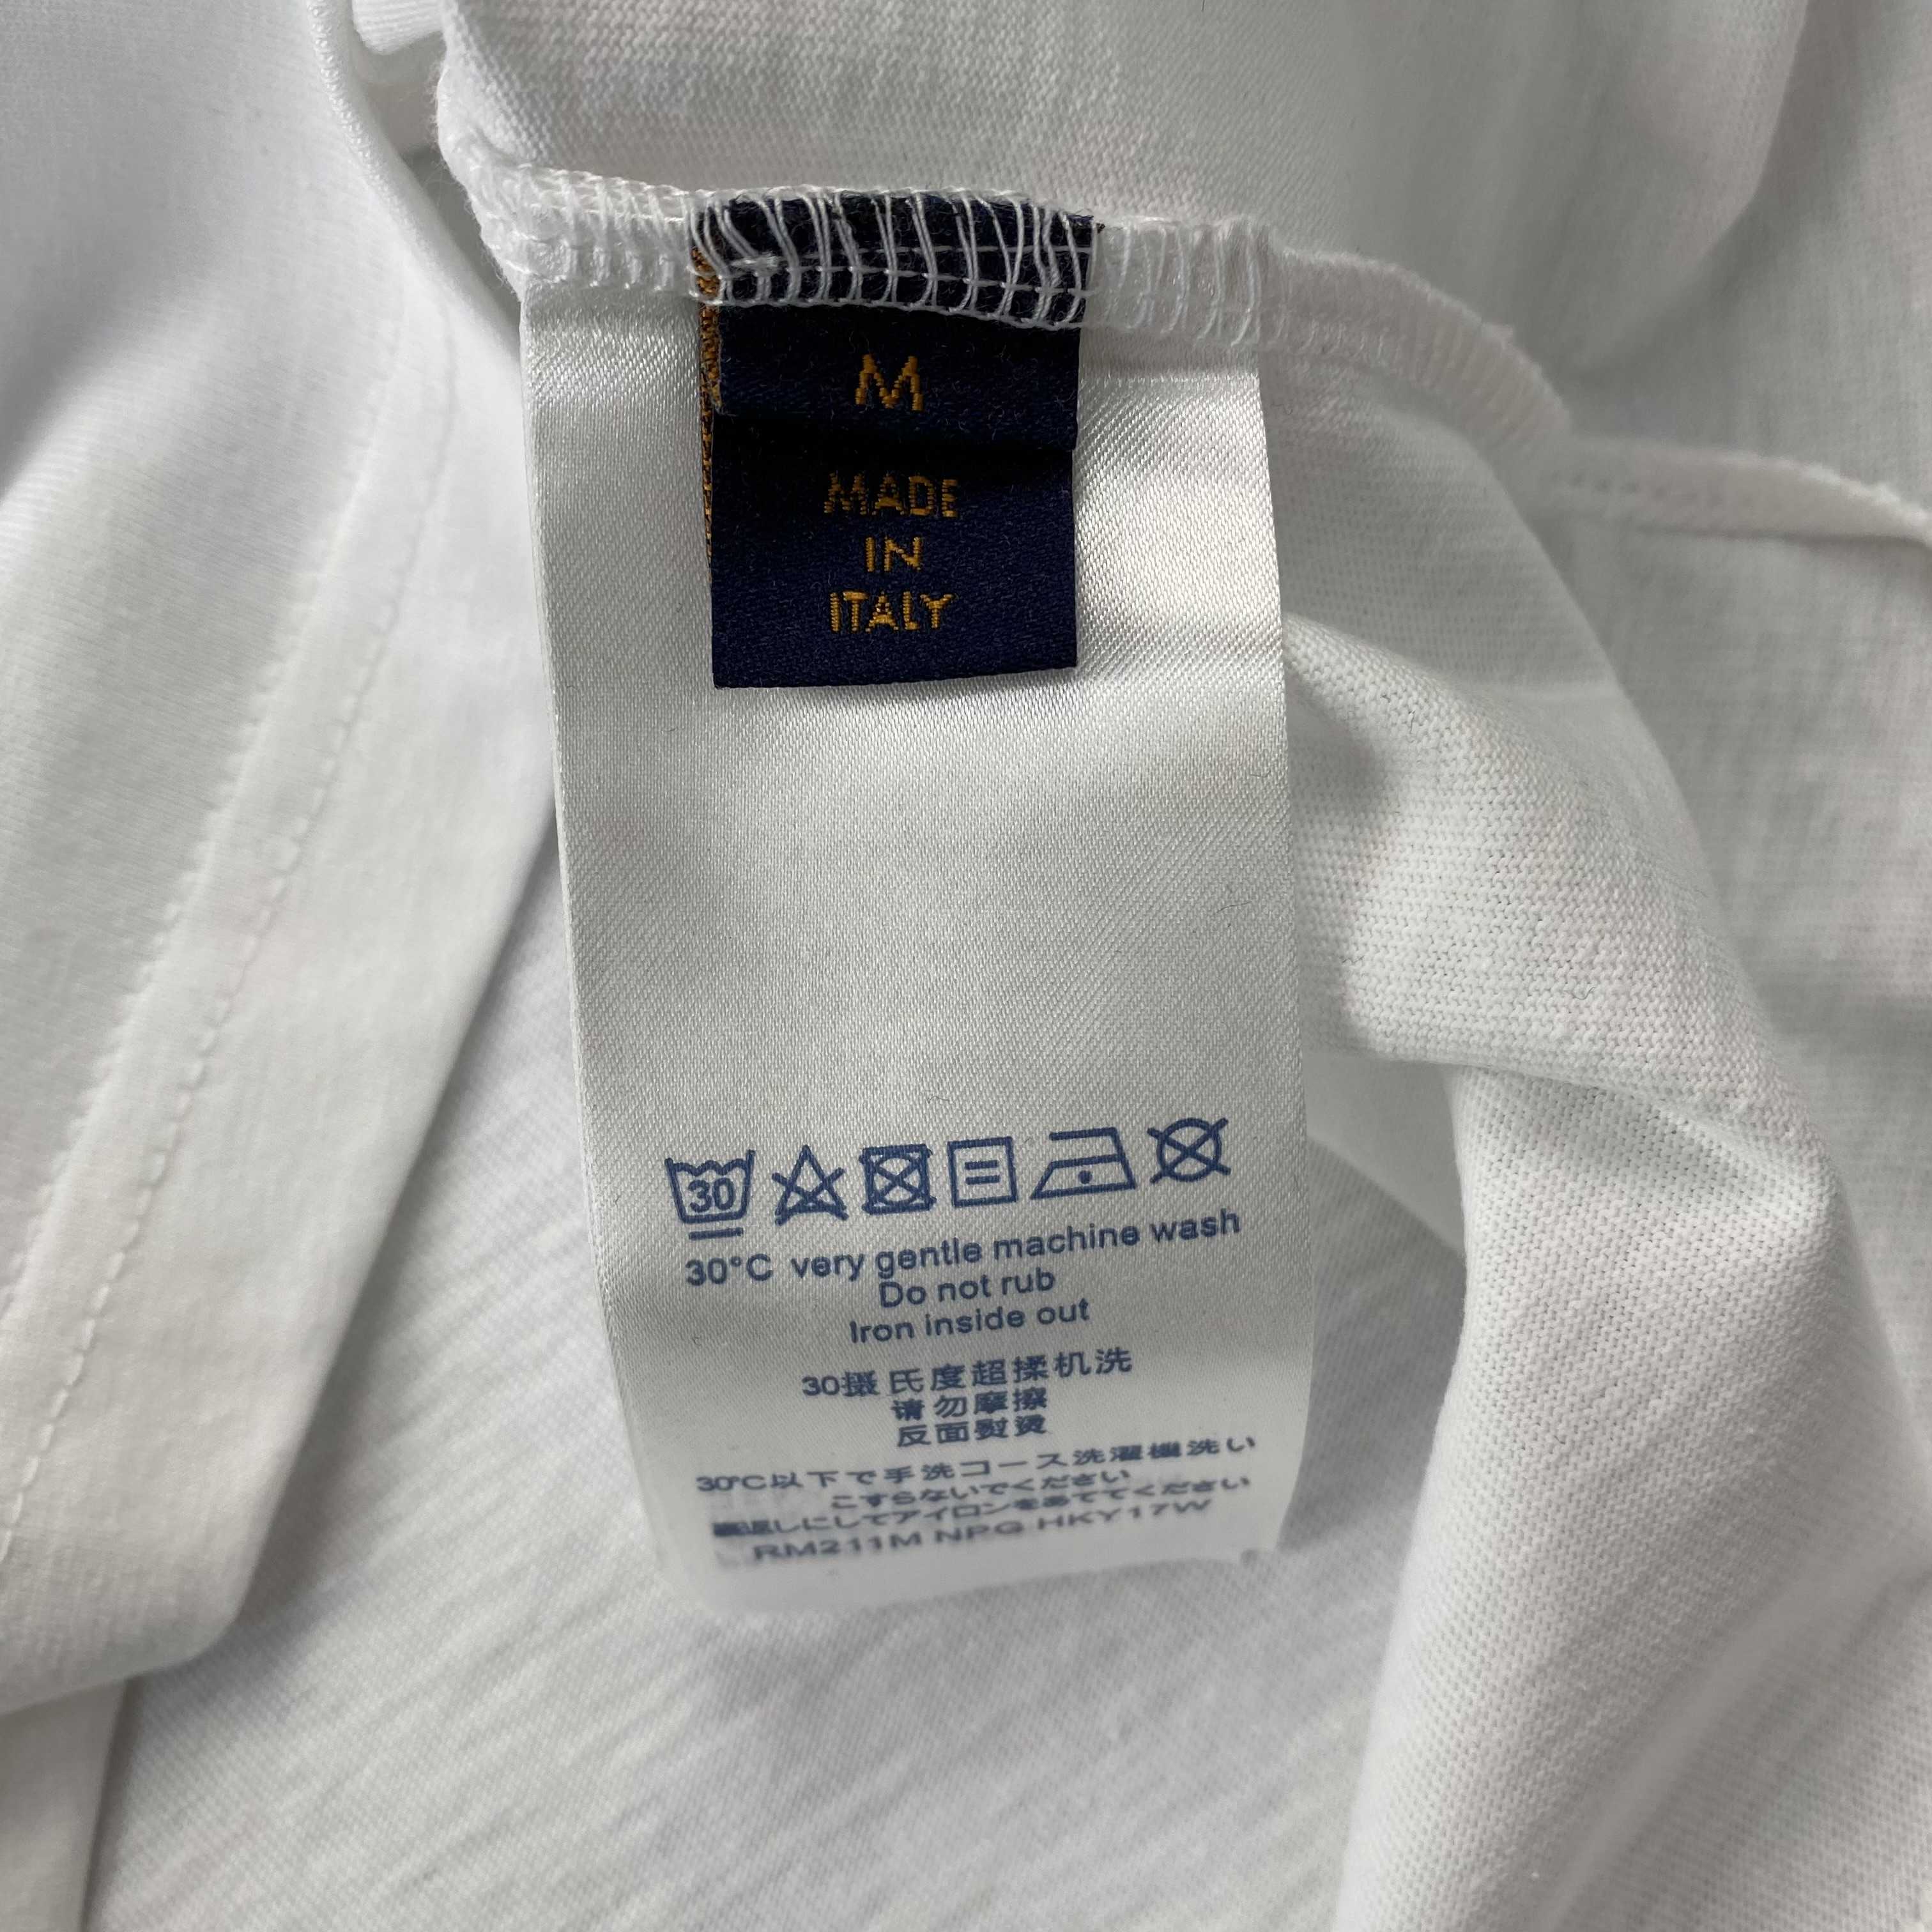 M
MADE
IN
ITALY
30
30°C very gentle machine wash
Do not rub
Iron inside out
30摄氏度超揉机洗
请勿摩擦
反面熨烫
30℃以下で手洗コース洗濯機洗い
こすらないでください
裏返しにしてアイロンをあててください
RM211M NPG HKY17W